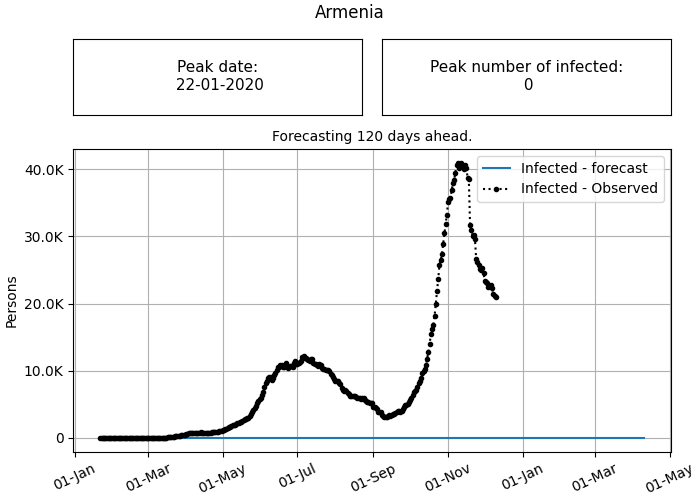 Armenia
Peak date:
22-01-2020
Peak number of infected:
0
Forecasting 120 days ahead.
Infected - forecast
Infected - Observed
Persons
40.0K
30.0K
20.0K
10.0K
0
01-Jan
01-Mar
01-May
01-Jul
01-Sep
01-Nov
01-Jan
01-Mar
01-May